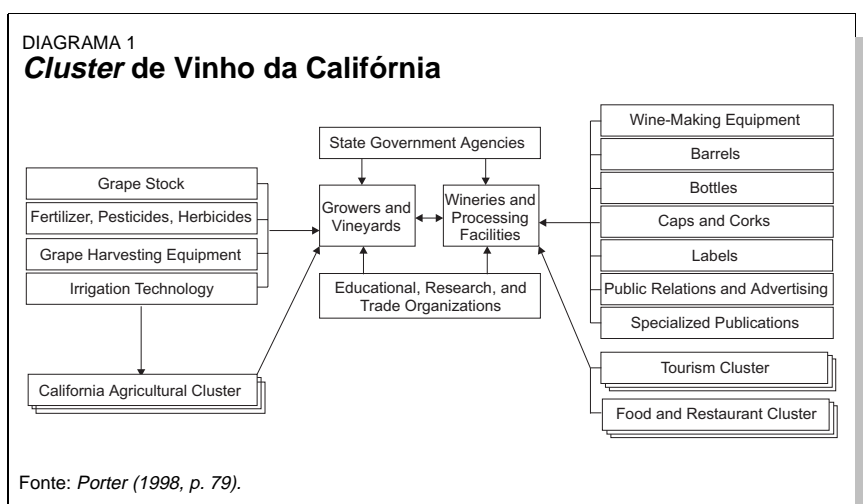 DIAGRAMA 1
Cluster de Vinho da Califórnia
State Government Agencies
Grape Stock
Fertilizer, Pesticides, Herbicides
Grape Harvesting Equipment
Irrigation Technology
California Agricultural Cluster
Growers and
Vineyards
Wineries and
Processing
Facilities
Educational, Research, and
Trade Organizations
Wine-Making Equipment
Barrels
Bottles
Caps and Corks
Labels
Public Relations and Advertising
Specialized Publications
Tourism Cluster
Food and Restaurant Cluster
Fonte: Porter (1998, p. 79).